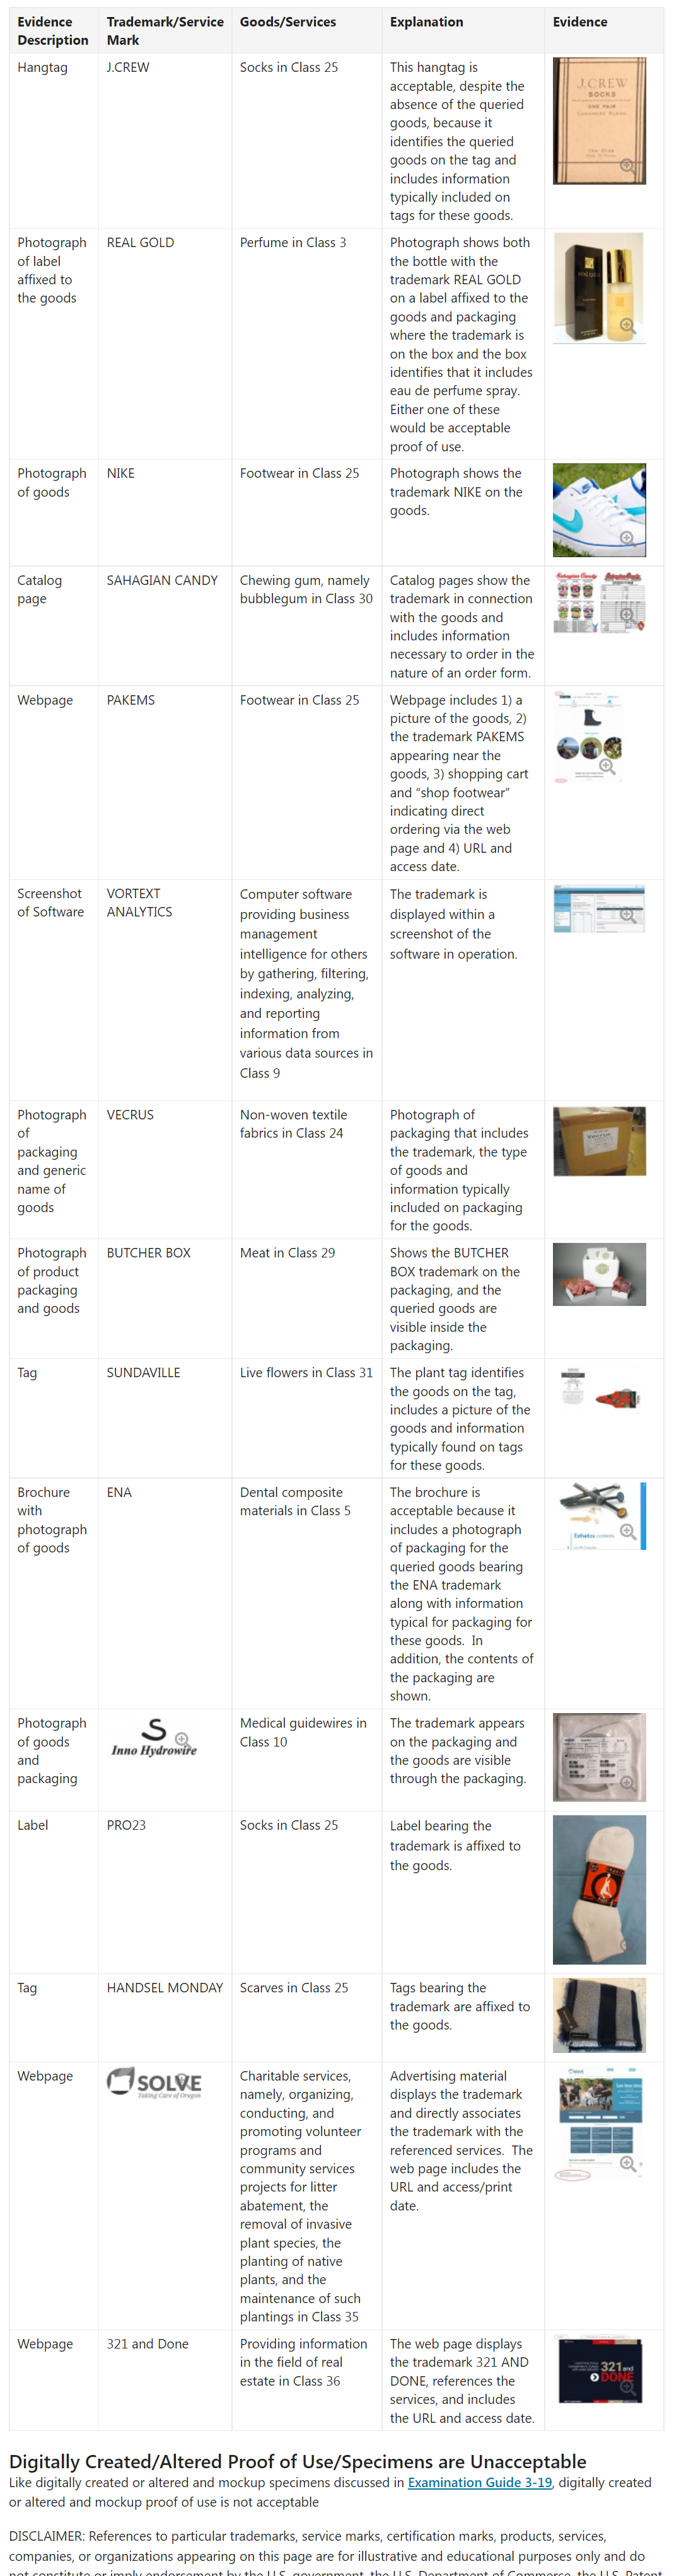 Evidence Description
Trademark/Service Mark
Goods/Services
Explanation
Evidence
Hangtag
J.CREW
Socks in Class 25
This hangtag is
acceptable, despite the
absence of the queried
goods, because it
identifies the queried
goods on the tag and
includes information
typically included on
tags for these goods.
J.CREW
SOCKS
ONE PAIR
Photograph
of label
affixed to
the goods
REAL GOLD
Perfume in Class 3
Photograph shows both
the bottle with the
trademark REAL GOLD
on a label affixed to the
goods and packaging
where the trademark is
on the box and the box
identifies that it includes
eau de perfume spray.
Either one of these
would be acceptable
proof of use.
Photograph
of goods
NIKE
Footwear in Class 25
Photograph shows the
trademark NIKE on the
goods.
Catalog
page
SAHAGIAN CANDY
Chewing gum, namely
bubblegum in Class 30
Catalog pages show the
trademark in connection
with the goods and
includes information
necessary to order in the
nature of an order form.
Sahagian Candy
Webpage
PAKEMS
Footwear in Class 25
Webpage includes 1) a
picture of the goods, 2)
the trademark PAKEMS
appearing near the
goods, 3) shopping cart
and “shop footwear”
indicating direct
ordering via the web
page and 4) URL and
access date.
Screenshot
of Software
VORTEXT
ANALYTICS
Computer software
providing business
management
intelligence for others
by gathering, filtering,
indexing, analyzing,
and reporting
information from
various data sources in
Class 9
The trademark is
displayed within a
screenshot of the
software in operation.
Photograph
of
packaging
and generic
name of
goods
VECRUS
Non-woven textile
fabrics in Class 24
Photograph of
packaging that includes
the trademark, the type
of goods and
information typically
included on packaging
for the goods.
Vecrus
Photograph
of product
packaging
and goods
BUTCHER BOX
Meat in Class 29
Shows the BUTCHER
BOX trademark on the
packaging, and the
queried goods are
visible inside the
packaging.
Tag
SUNDAVILLE
Live flowers in Class 31
The plant tag identifies
the goods on the tag,
includes a picture of the
goods and information
typically found on tags
for these goods.
Brochure
with
photograph
of goods
ENA
Dental composite
materials in Class 5
The brochure is
acceptable because it
includes a photograph
of packaging for the
queried goods bearing
the ENA trademark
along with information
typical for packaging for
these goods. In
addition, the contents of
the packaging are
shown.
Esthetics contents
Photograph
of goods
and
packaging
S
Inno Hydrowire
Medical guidewires in
Class 10
The trademark appears
on the packaging and
the goods are visible
through the packaging.
Label
PRO23
Socks in Class 25
Label bearing the
trademark is affixed to
the goods.
Tag
HANDSEL MONDAY
Scarves in Class 25
Tags bearing the
trademark are affixed to
the goods.
Webpage
SOLVE
Taking Care of Oregon
Charitable services,
namely, organizing,
conducting, and
promoting volunteer
programs and
community services
projects for litter
abatement, the
removal of invasive
plant species, the
planting of native
plants, and the
maintenance of such
plantings in Class 35
Advertising material
displays the trademark
and directly associates
the trademark with the
referenced services. The
web page includes the
URL and access/print
date.
Webpage
321 and Done
Providing information
in the field of real
estate in Class 36
The web page displays
the trademark 321 AND
DONE, references the
services, and includes
the URL and access date.
321 and
DONE
Digitally Created/Altered Proof of Use/Specimens are Unacceptable
Like digitally created or altered and mockup specimens discussed in Examination Guide 3-19, digitally created
or altered and mockup proof of use is not acceptable
DISCLAIMER: References to particular trademarks, service marks, certification marks, products, services,
companies, or organizations appearing on this page are for illustrative and educational purposes only and do
not constitute or imply endorsement by the U.S. government, the U.S. Department of Commerce, the U.S. Patent